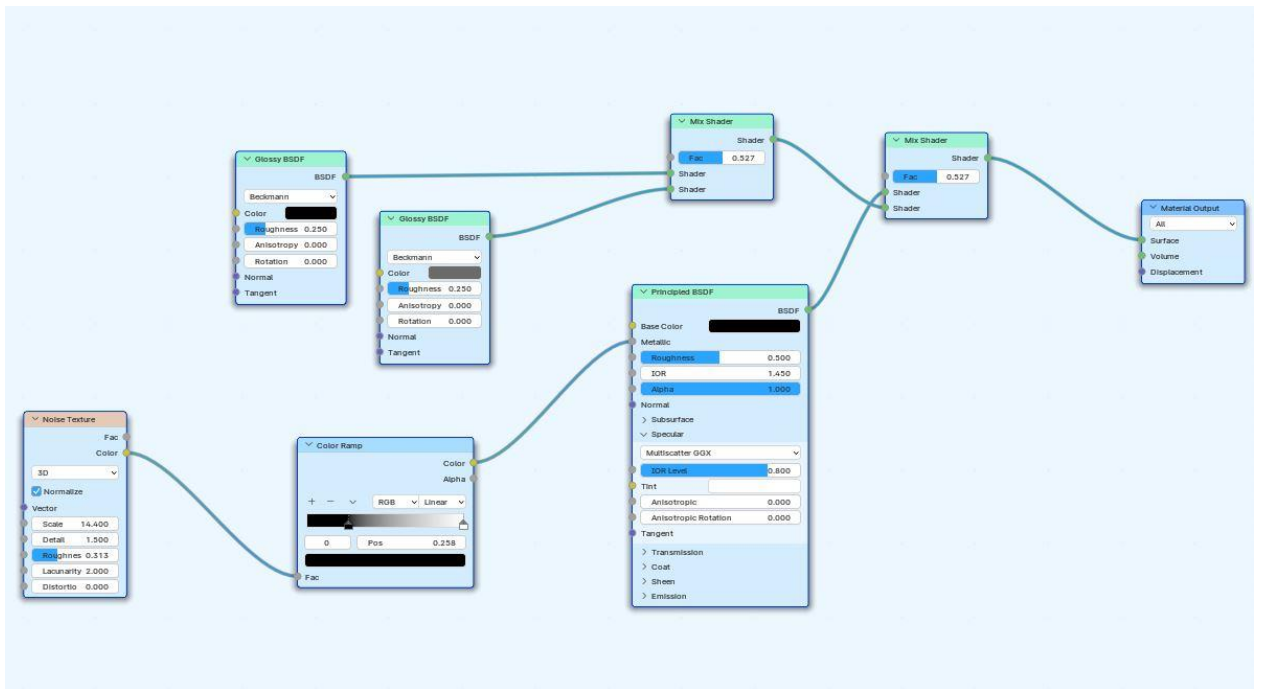 Glossy BSDF
BSDF
Beckmann
Color
Roughness 0.250
Anisotropy 0.000
Rotation 0.000
Normal
Tangent
Glossy BSDF
BSDF
Beckmann
Color
Roughness 0.250
Anisotropy 0.000
Rotation 0.000
Normal
Tangent
Mix Shader
Shader
Fac 0.527
Shader
Shader
Mix Shader
Shader
Fac 0.527
Shader
Shader
Material Output
All
Surface
Volume
Displacement
Principled BSDF
BSDF
Base Color
Metallic
Roughness 0.500
IOR 1.450
Alpha 1.000
Normal
Subsurface
Specular
Multiscatter GGX
IOR Level 0.800
Tint
Anisotropic 0.000
Anisotropic Rotation 0.000
Tangent
Transmission
Coat
Sheen
Emission
Noise Texture
Fac
Color
3D
Normalize
Vector
Scale 14.400
Detail 1.500
Roughnes 0.313
Lacunarity 2.000
Distortio 0.000
Color Ramp
Color
Alpha
+ − RGB Linear
0 Pos 0.258
Fac